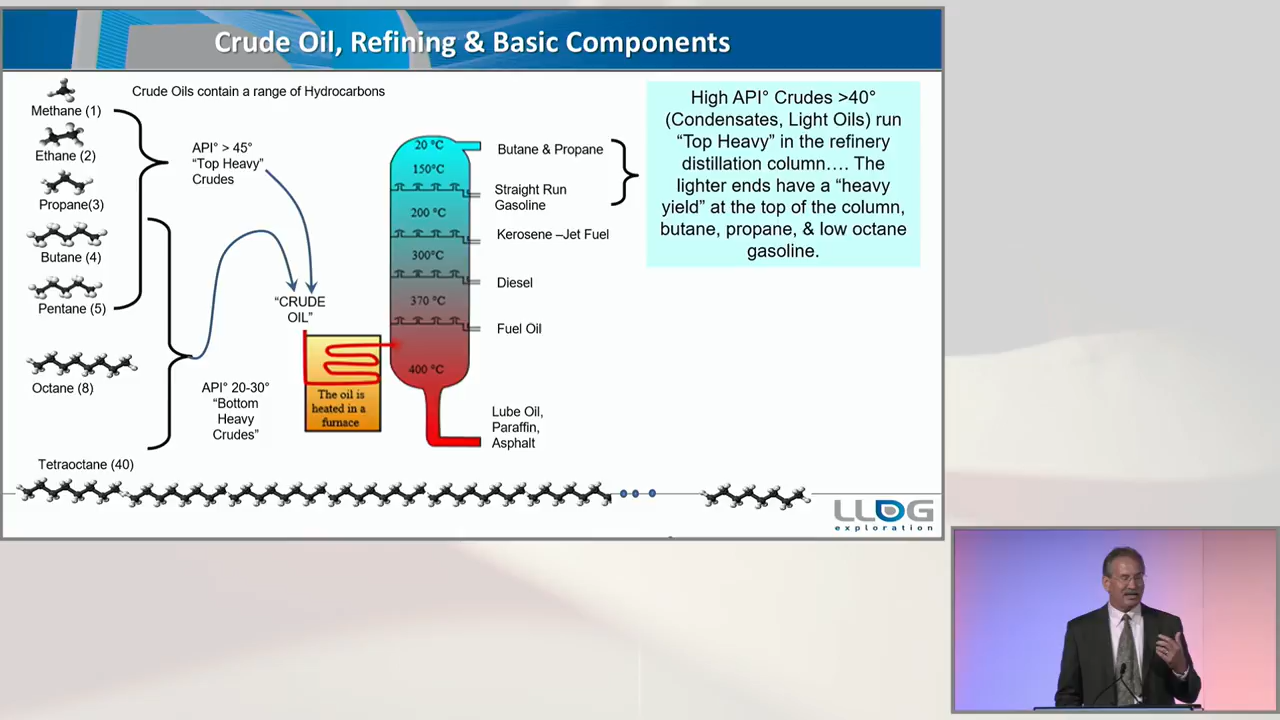 Crude Oil, Refining & Basic Components
Crude Oils contain a range of Hydrocarbons
Methane (1)
Ethane (2)
Propane(3)
Butane (4)
Pentane (5)
Octane (8)
Tetraoctane (40)
API° > 45°
“Top Heavy”
Crudes
API° 20-30°
“Bottom
Heavy
Crudes”
“CRUDE
OIL”
The oil is
heated in a
furnace
20 °C
150°C
200 °C
300°C
370 °C
400 °C
Butane & Propane
Straight Run
Gasoline
Kerosene –Jet Fuel
Diesel
Fuel Oil
Lube Oil,
Paraffin,
Asphalt
High API° Crudes >40°
(Condensates, Light Oils) run
“Top Heavy” in the refinery
distillation column…. The
lighter ends have a “heavy
yield” at the top of the column,
butane, propane, & low octane
gasoline.
LLOG
exploration